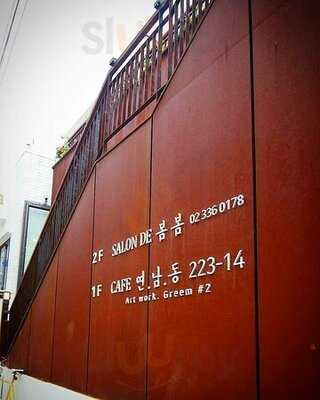 2F SALON DE 봄봄 02 336 0178
1F CAFE 연.남.동 223-14
Art work. Greem #2